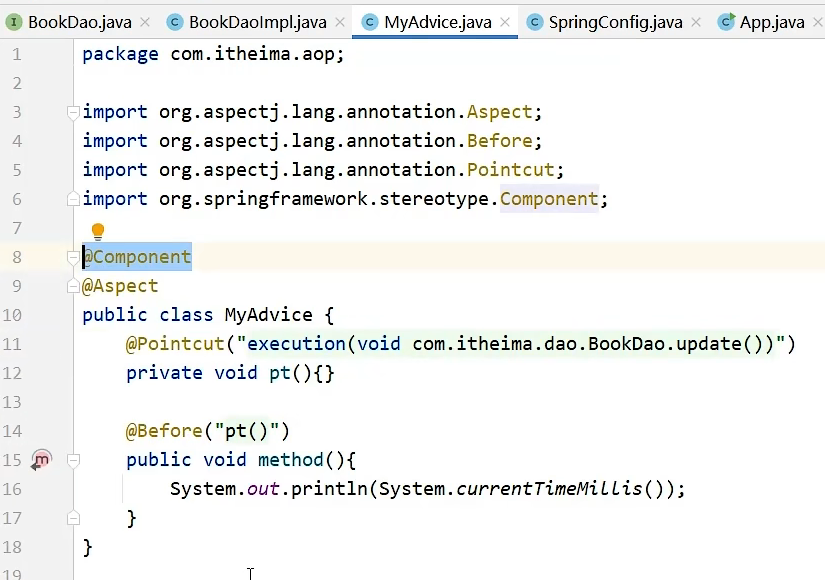 BookDao.java BookDaoImpl.java MyAdvice.java SpringConfig.java App.java
1 package com.itheima.aop;
2
3 import org.aspectj.lang.annotation.Aspect;
4 import org.aspectj.lang.annotation.Before;
5 import org.aspectj.lang.annotation.Pointcut;
6 import org.springframework.stereotype.Component;
7
8 @Component
9 @Aspect
10 public class MyAdvice {
11 @Pointcut("execution(void com.itheima.dao.BookDao.update())")
12 private void pt(){}
13
14 @Before("pt()")
15 public void method(){
16 System.out.println(System.currentTimeMillis());
17 }
18 }
19